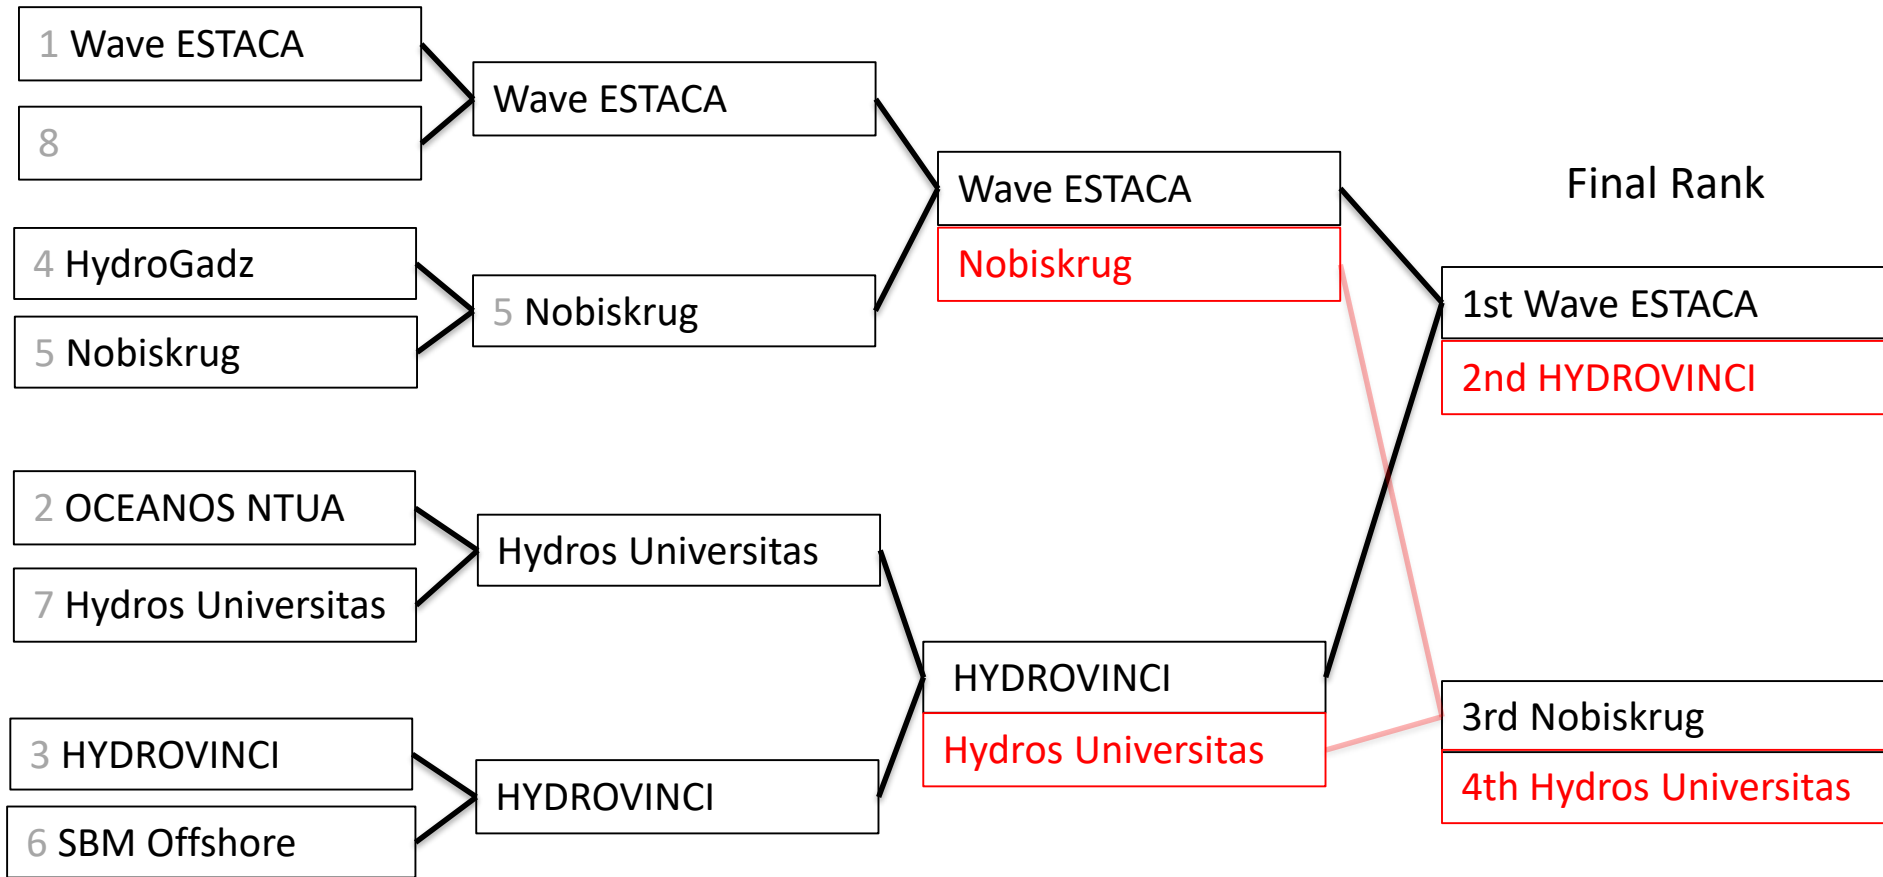 1 Wave ESTACA
8
4 HydroGadz
5 Nobiskrug
2 OCEANOS NTUA
7 Hydros Universitas
3 HYDROVINCI
6 SBM Offshore
Wave ESTACA
5 Nobiskrug
Hydros Universitas
HYDROVINCI
Wave ESTACA
Nobiskrug
HYDROVINCI
Hydros Universitas
Final Rank
1st Wave ESTACA
2nd HYDROVINCI
3rd Nobiskrug
4th Hydros Universitas